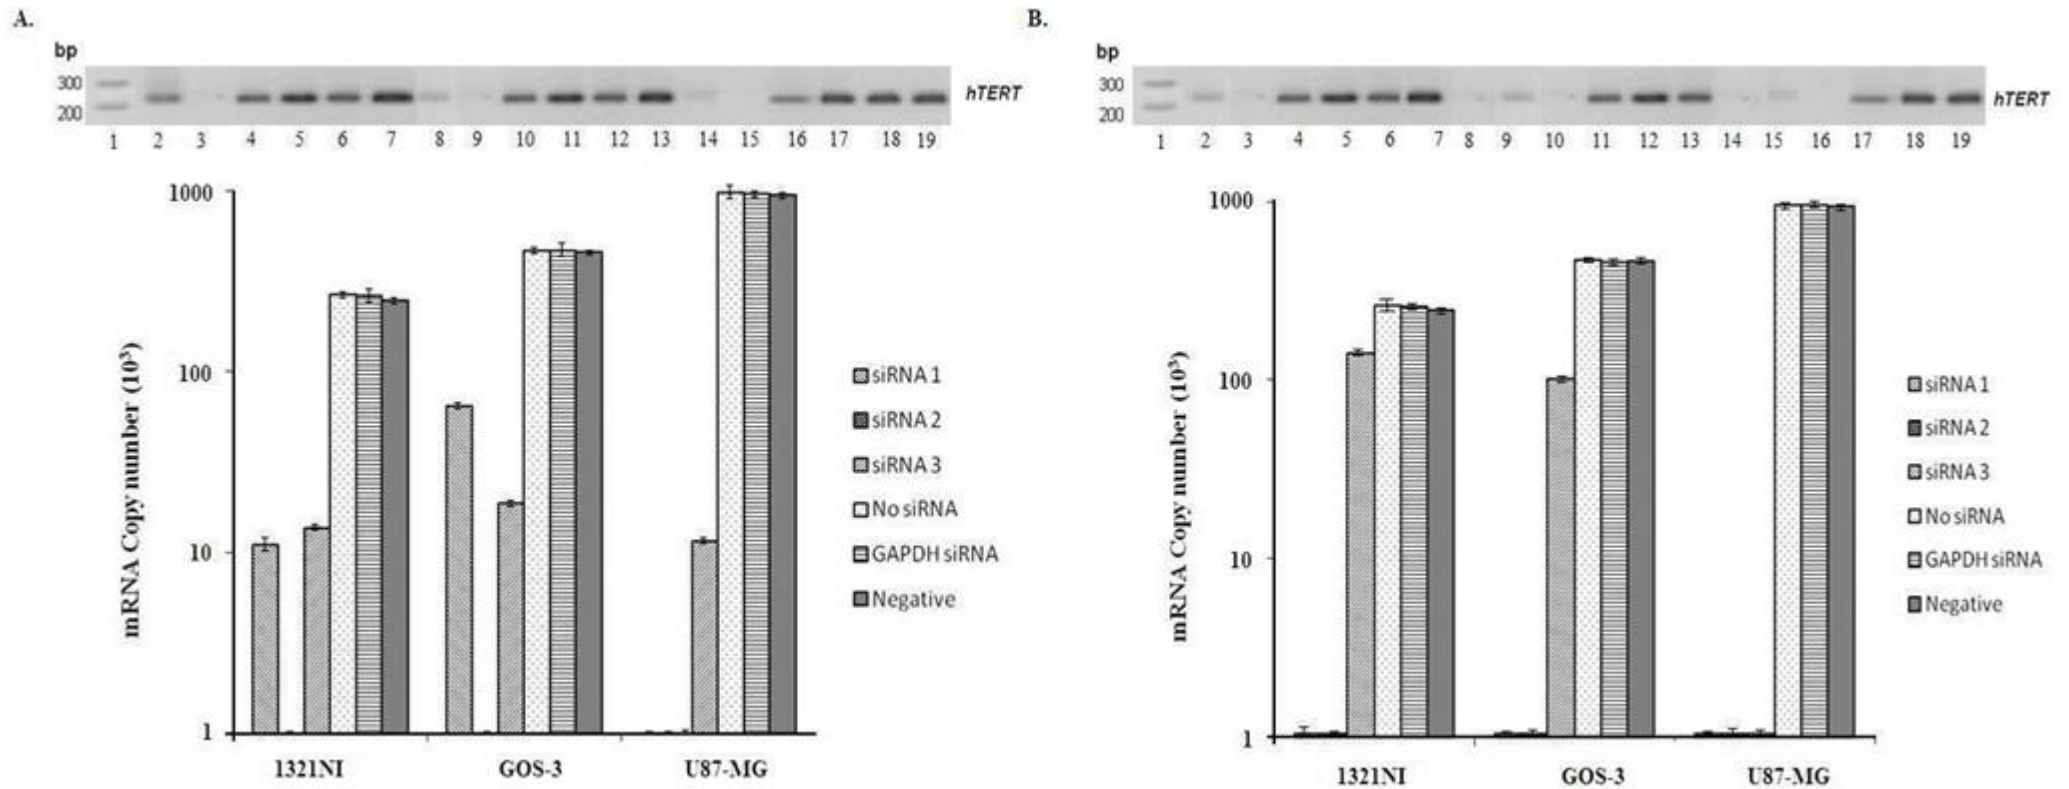 A.
bp
300
200
hTERT
1 2 3 4 5 6 7 8 9 10 11 12 13 14 15 16 17 18 19
1000
100
10
1
mRNA Copy number (10³)
1321NI GOS-3 U87-MG
siRNA 1
siRNA 2
siRNA 3
No siRNA
GAPDH siRNA
Negative
B.
bp
300
200
hTERT
1 2 3 4 5 6 7 8 9 10 11 12 13 14 15 16 17 18 19
1000
100
10
1
mRNA Copy number (10³)
1321NI GOS-3 U87-MG
siRNA 1
siRNA 2
siRNA 3
No siRNA
GAPDH siRNA
Negative